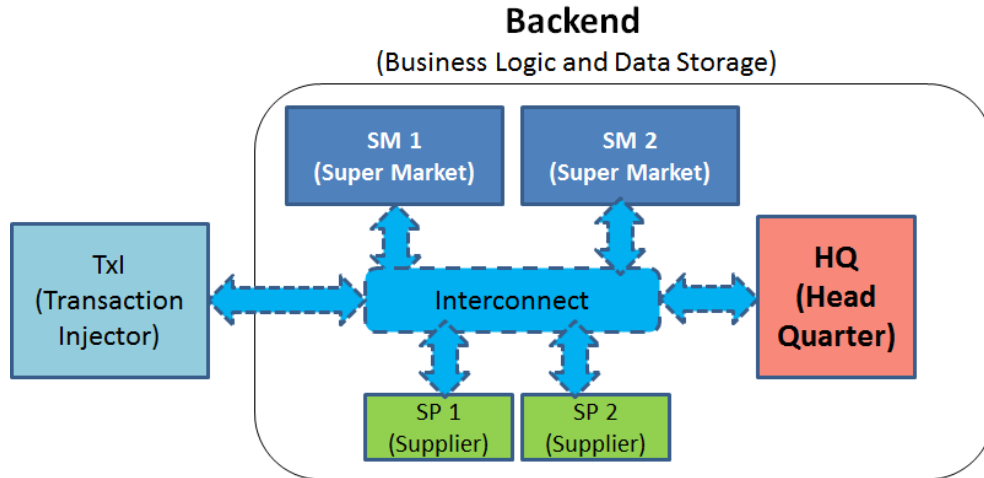 Backend
(Business Logic and Data Storage)
SM 1
(Super Market)
SM 2
(Super Market)
TxI
(Transaction
Injector)
Interconnect
HQ
(Head
Quarter)
SP 1
(Supplier)
SP 2
(Supplier)